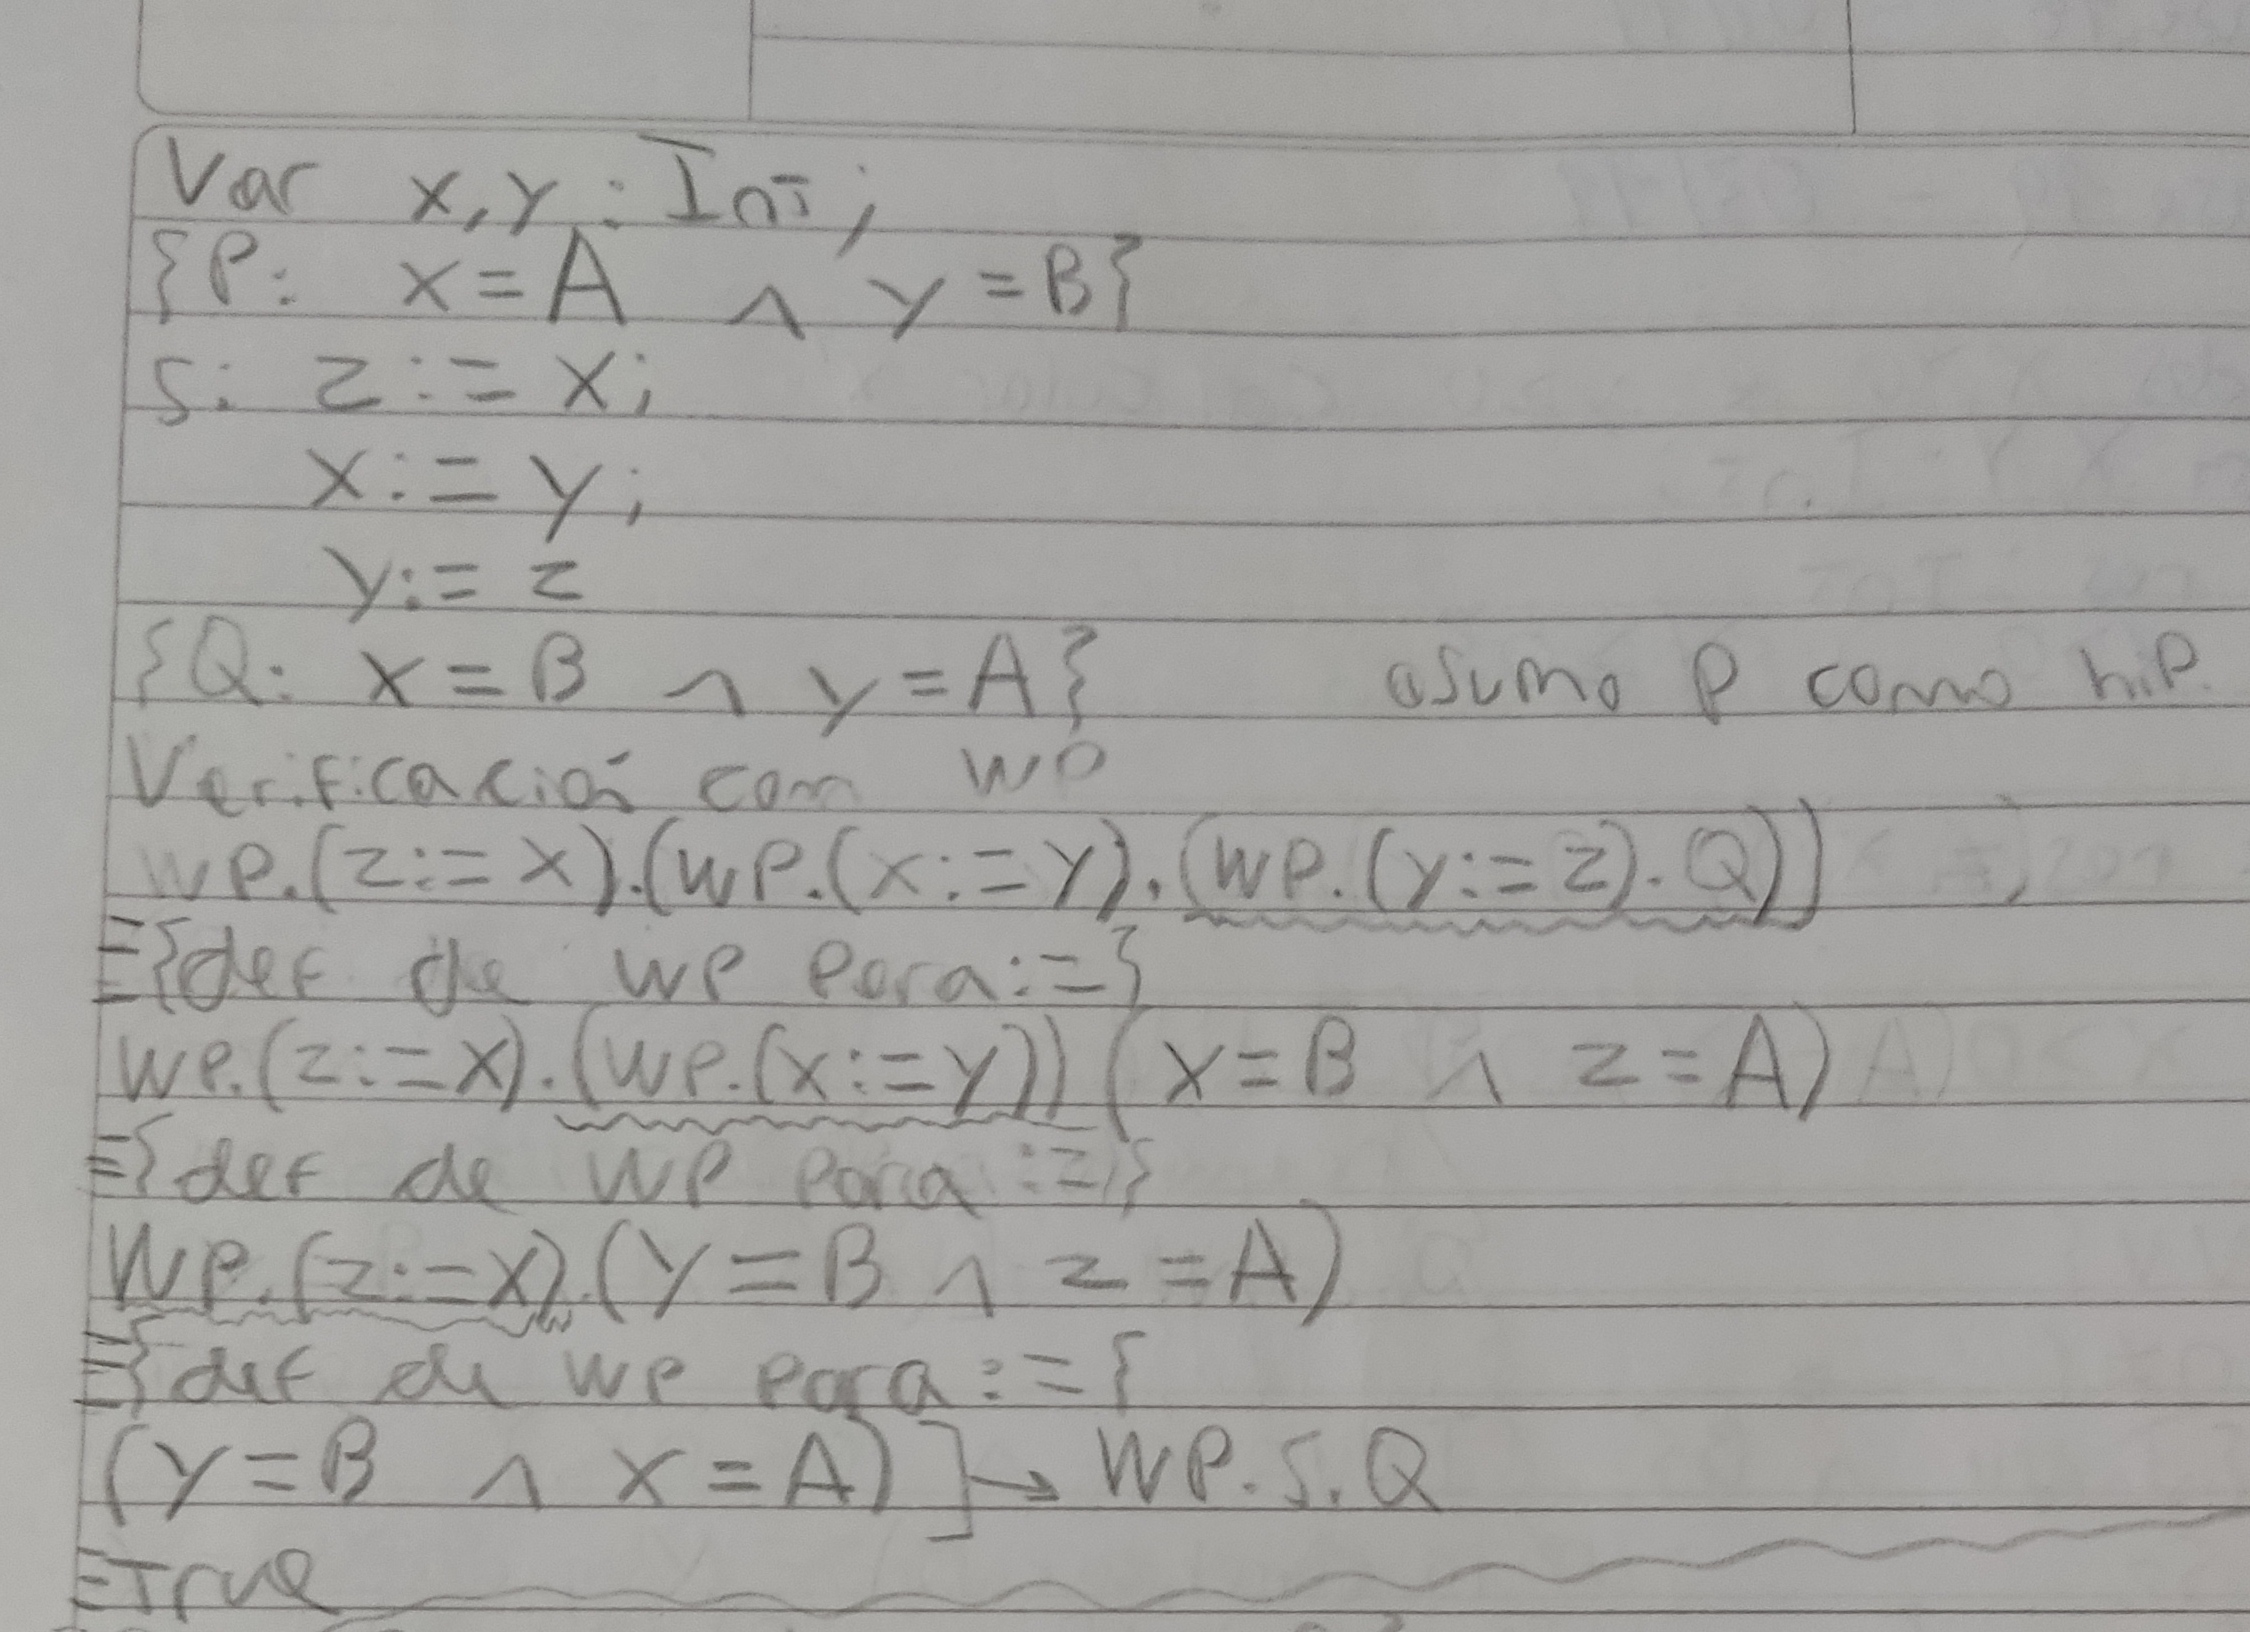 Var x,y : Int;
{P: x=A ∧ y=B}
S: z:=x;
x:=y;
y:=z
{Q: x=B ∧ y=A} asumo P como hip.
Verificación con wp
wp.(z:=x).(wp.(x:=y).(wp.(y:=z).Q))
≡{def de wp para:=}
wp.(z:=x).(wp.(x:=y))(x=B ∧ z=A)
≡{def de wp para:=}
wp.(z:=x).(y=B ∧ z=A)
≡{def de wp para:={
(y=B ∧ x=A)]→ wp.S.Q
≡True